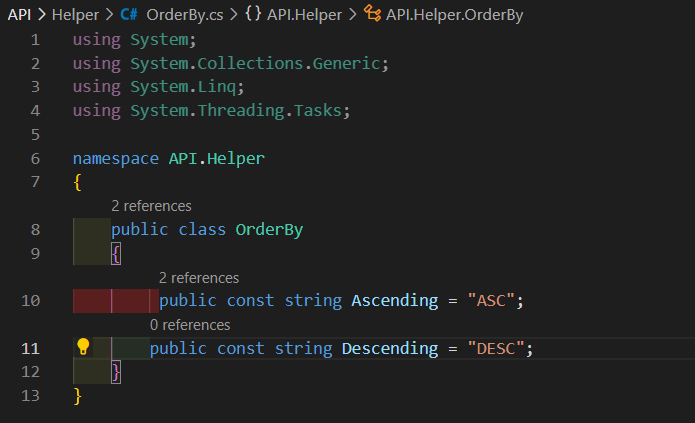 API > Helper > C# OrderBy.cs > {} API.Helper > API.Helper.OrderBy
1 using System;
2 using System.Collections.Generic;
3 using System.Linq;
4 using System.Threading.Tasks;
5
6 namespace API.Helper
7 {
2 references
8 public class OrderBy
9 {
2 references
10 public const string Ascending = "ASC";
0 references
11 public const string Descending = "DESC";
12 }
13 }